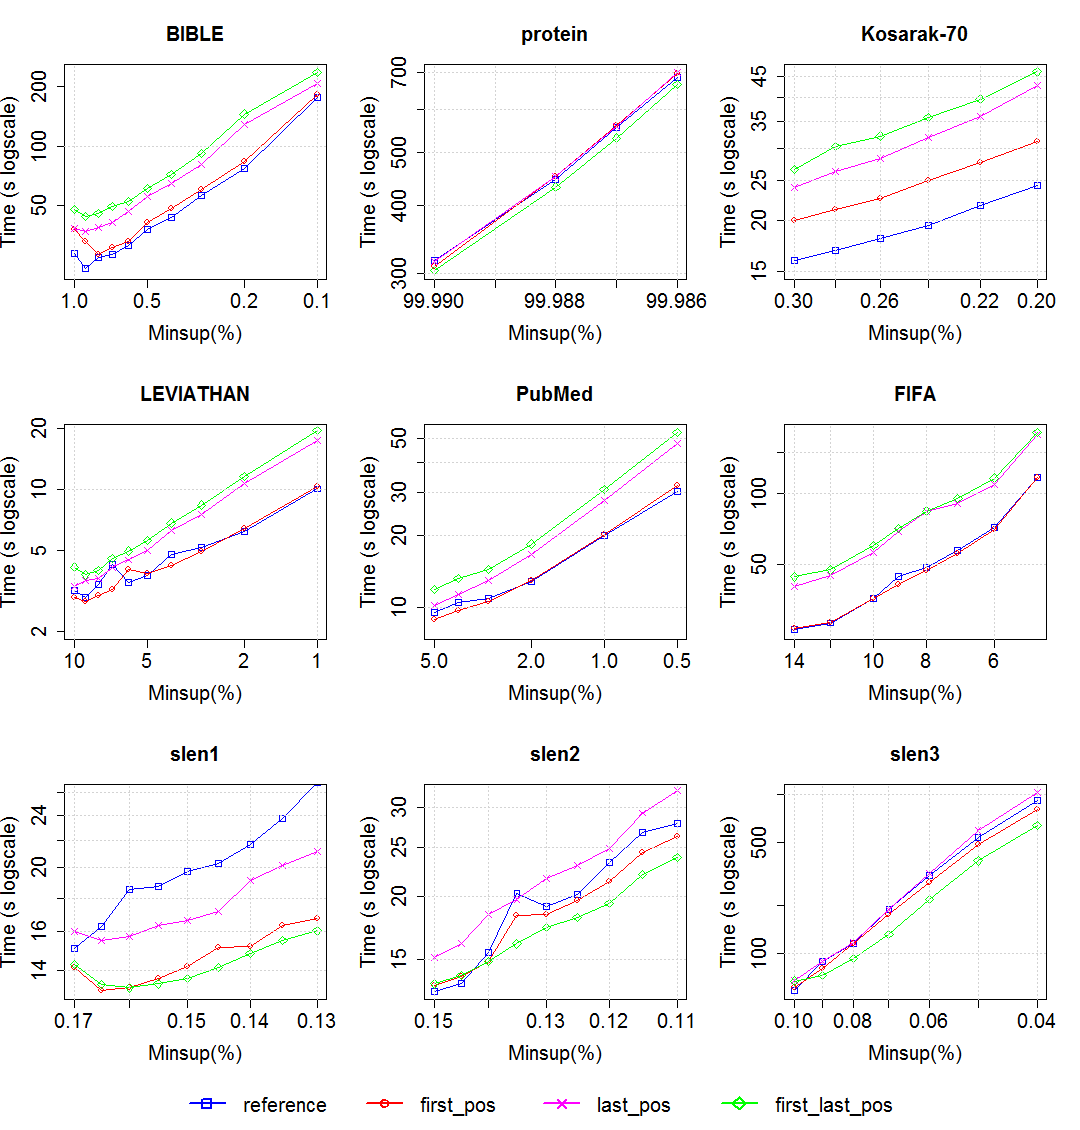 BIBLE protein Kosarak-70
Time (s logscale) 50 100 200
1.0 0.5 0.2 0.1
Minsup(%)
Time (s logscale) 300 400 500 700
99.990 99.988 99.986
Minsup(%)
Time (s logscale) 15 20 25 35 45
0.30 0.26 0.22 0.20
Minsup(%)
LEVIATHAN PubMed FIFA
Time (s logscale) 2 5 10 20
10 5 2 1
Minsup(%)
Time (s logscale) 10 20 30 50
5.0 2.0 1.0 0.5
Minsup(%)
Time (s logscale) 50 100
14 10 8 6
Minsup(%)
slen1 slen2 slen3
Time (s logscale) 14 16 20 24
0.17 0.15 0.14 0.13
Minsup(%)
Time (s logscale) 15 20 25 30
0.15 0.13 0.12 0.11
Minsup(%)
Time (s logscale) 100 500
0.10 0.08 0.06 0.04
Minsup(%)
reference first_pos last_pos first_last_pos